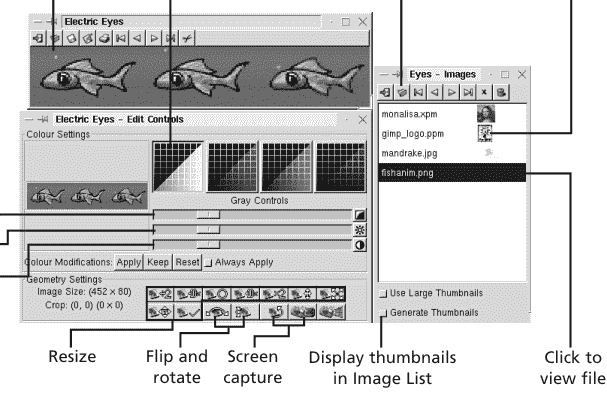 Electric Eyes
Eyes - Images
monalisa.xpm
gimp_logo.ppm
mandrake.jpg
fishanim.png
Electric Eyes - Edit Controls
Colour Settings
Gray Controls
Colour Modifications: Apply Keep Reset Always Apply
Geometry Settings
Image Size: (452 × 80)
Crop: (0, 0) (0 × 0)
Use Large Thumbnails
Generate Thumbnails
Resize
Flip and
rotate
Screen
capture
Display thumbnails
in Image List
Click to
view file